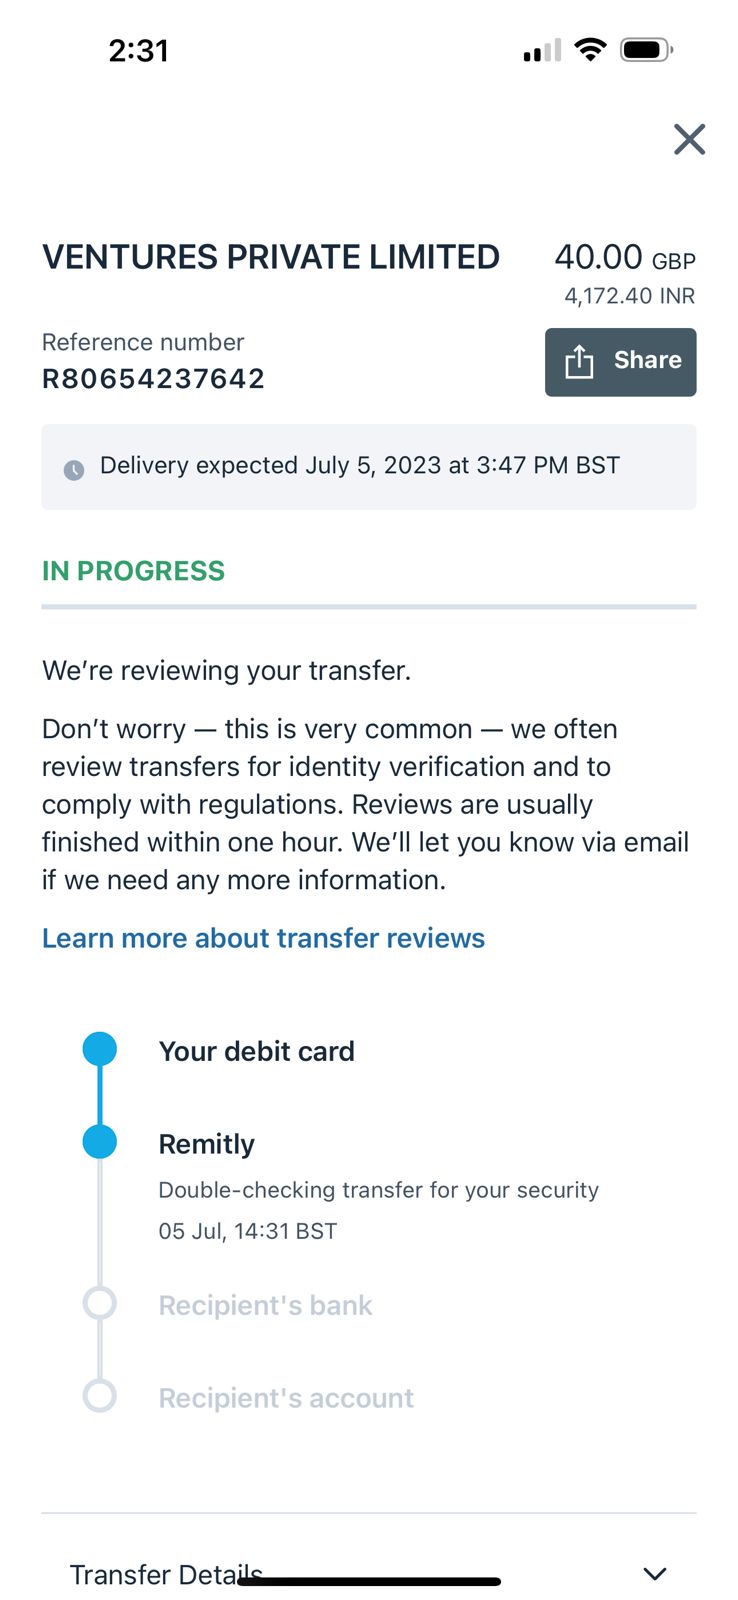 2:31
VENTURES PRIVATE LIMITED
40.00 GBP
4,172.40 INR
Reference number
R80654237642
Share
Delivery expected July 5, 2023 at 3:47 PM BST
IN PROGRESS
We’re reviewing your transfer.
Don’t worry — this is very common — we often
review transfers for identity verification and to
comply with regulations. Reviews are usually
finished within one hour. We’ll let you know via email
if we need any more information.
Learn more about transfer reviews
Your debit card
Remitly
Double-checking transfer for your security
05 Jul, 14:31 BST
Recipient's bank
Recipient's account
Transfer Details